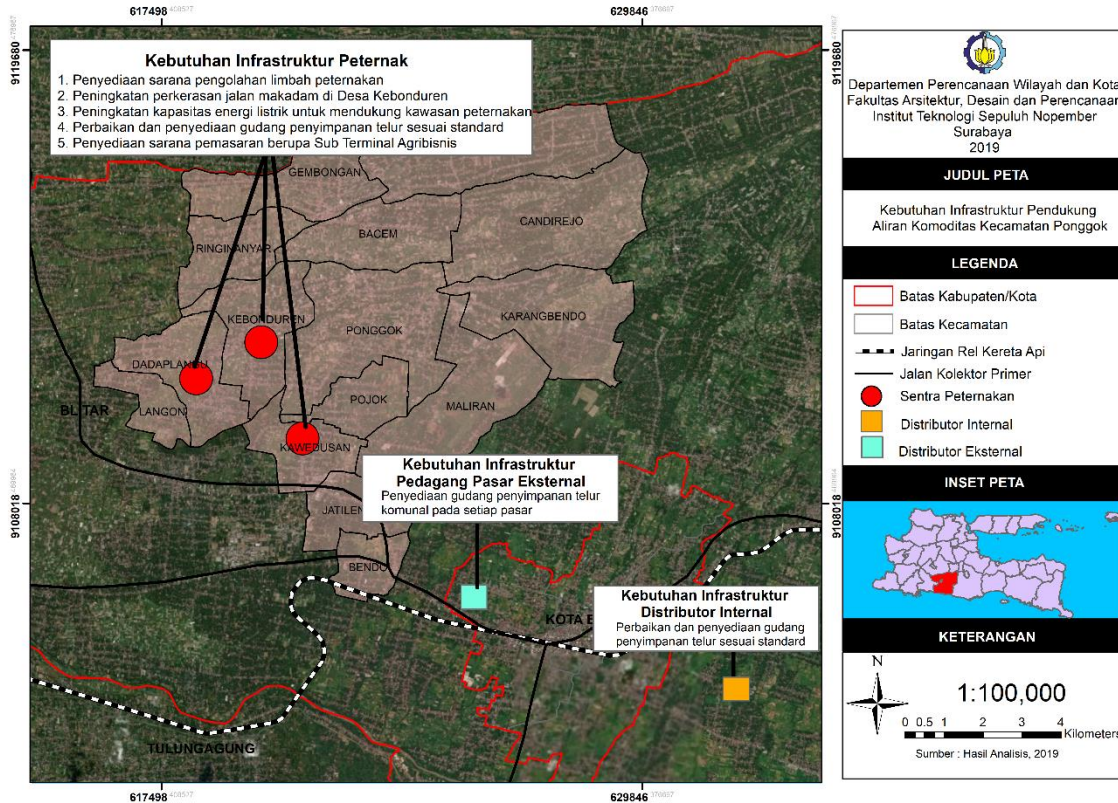 617498
629846
9119680
9119680
Kebutuhan Infrastruktur Peternak
1. Penyediaan sarana pengolahan limbah peternakan
2. Peningkatan perkerasan jalan makadam di Desa Kebonduren
3. Peningkatan kapasitas energi listrik untuk mendukung kawasan peternakan
4. Perbaikan dan penyediaan gudang penyimpanan telur sesuai standard
5. Penyediaan sarana pemasaran berupa Sub Terminal Agribisnis
GEMBONGAN
CANDIREJO
BACEM
RINGINANYAR
KARANGBENDO
KEBONDUREN
PONGGOK
DADAPLANGU
POJOK
MALIRAN
LANGON
BLITAR
KAWEDUSAN
Kebutuhan Infrastruktur
Pedagang Pasar Eksternal
Penyediaan gudang penyimpanan telur
komunal pada setiap pasar
JATILEN
9108018
9108018
BENDO
Kebutuhan Infrastruktur
Distributor Internal
Perbaikan dan penyediaan gudang
penyimpanan telur sesuai standard
KOTA B
TULUNGAGUNG
617498
629846
Departemen Perencanaan Wilayah dan Kota
Fakultas Arsitektur, Desain dan Perencanaan
Institut Teknologi Sepuluh Nopember
Surabaya
2019
JUDUL PETA
Kebutuhan Infrastruktur Pendukung
Aliran Komoditas Kecamatan Ponggok
LEGENDA
Batas Kabupaten/Kota
Batas Kecamatan
Jaringan Rel Kereta Api
Jalan Kolektor Primer
Sentra Peternakan
Distributor Internal
Distributor Eksternal
INSET PETA
KETERANGAN
N
1:100,000
0 0.5 1 2 3 4
Kilometers
Sumber : Hasil Analisis, 2019